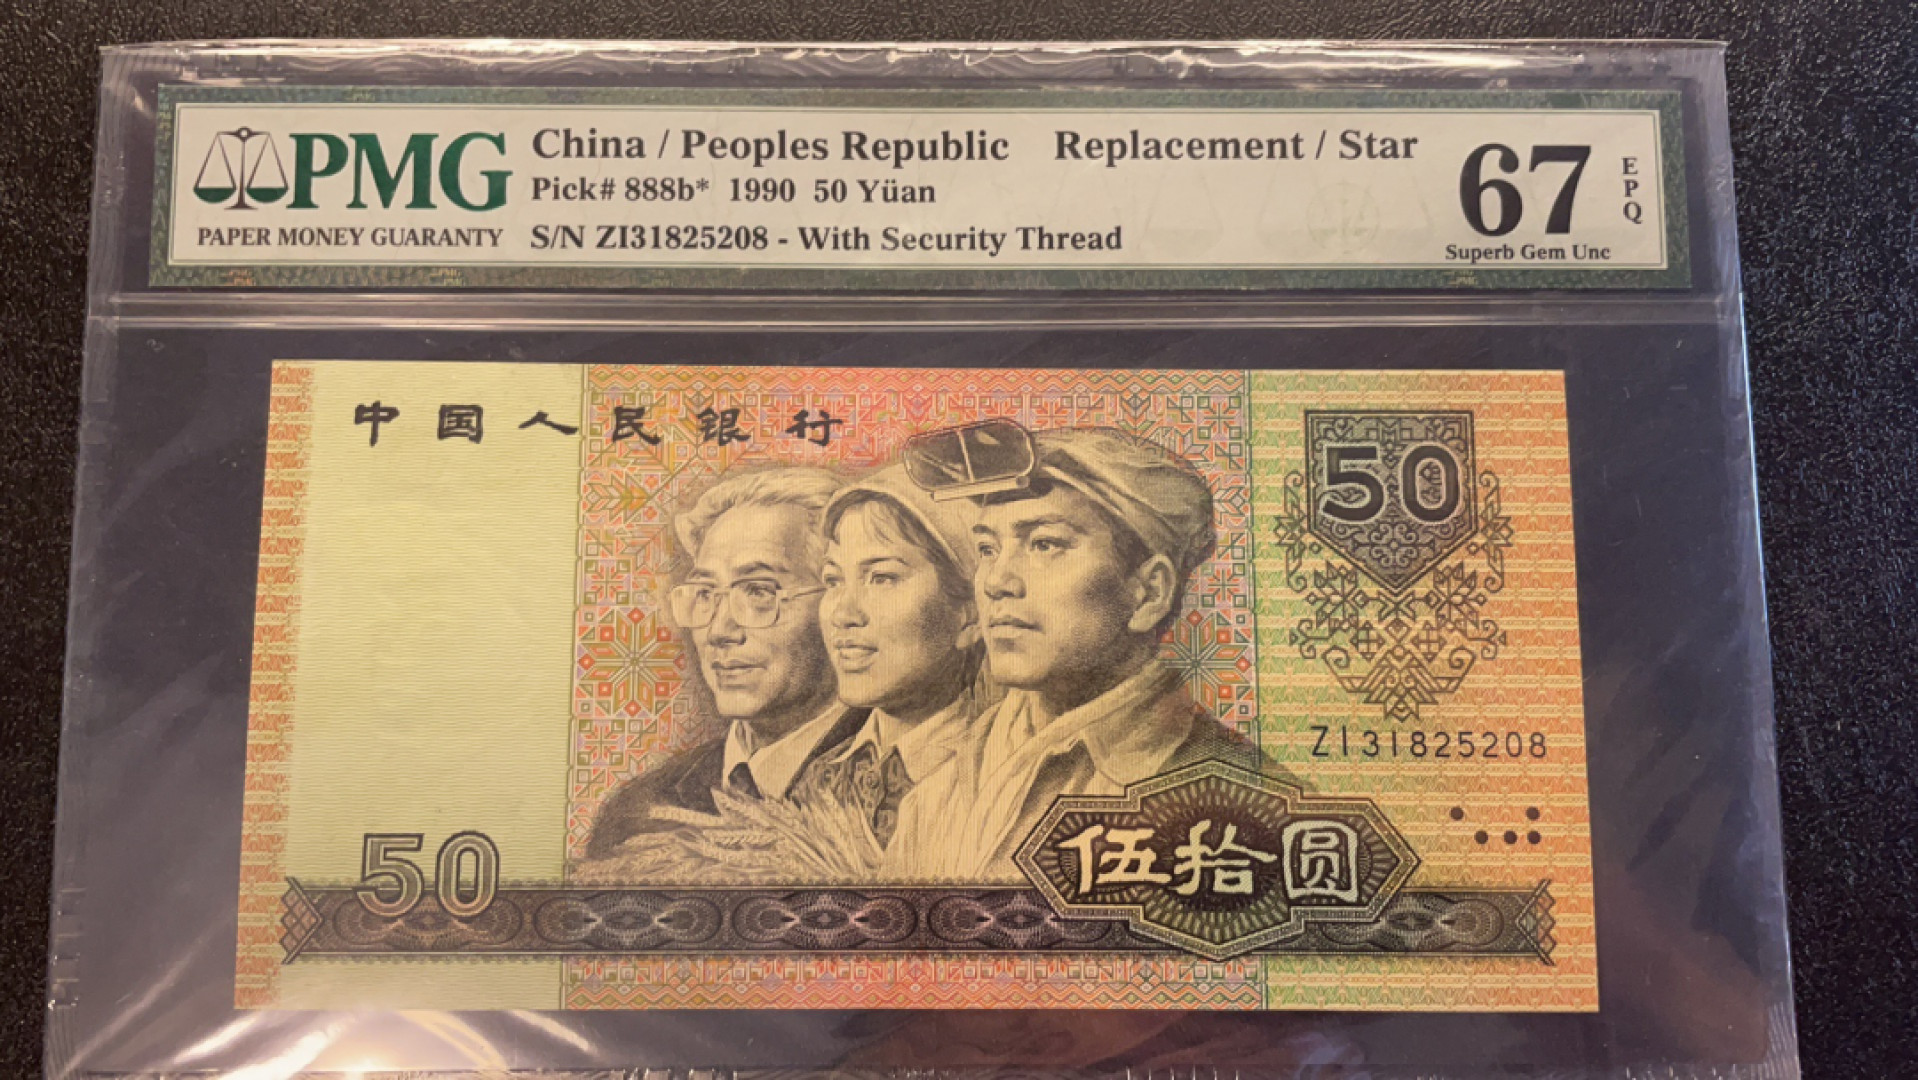 PMG
PAPER MONEY GUARANTY
China / Peoples Republic Replacement / Star
Pick# 888b* 1990 50 Yüan
S/N ZI31825208 - With Security Thread
67
EPQ
Superb Gem Unc
中国人民银行
50
ZI31825208
50
伍拾圆